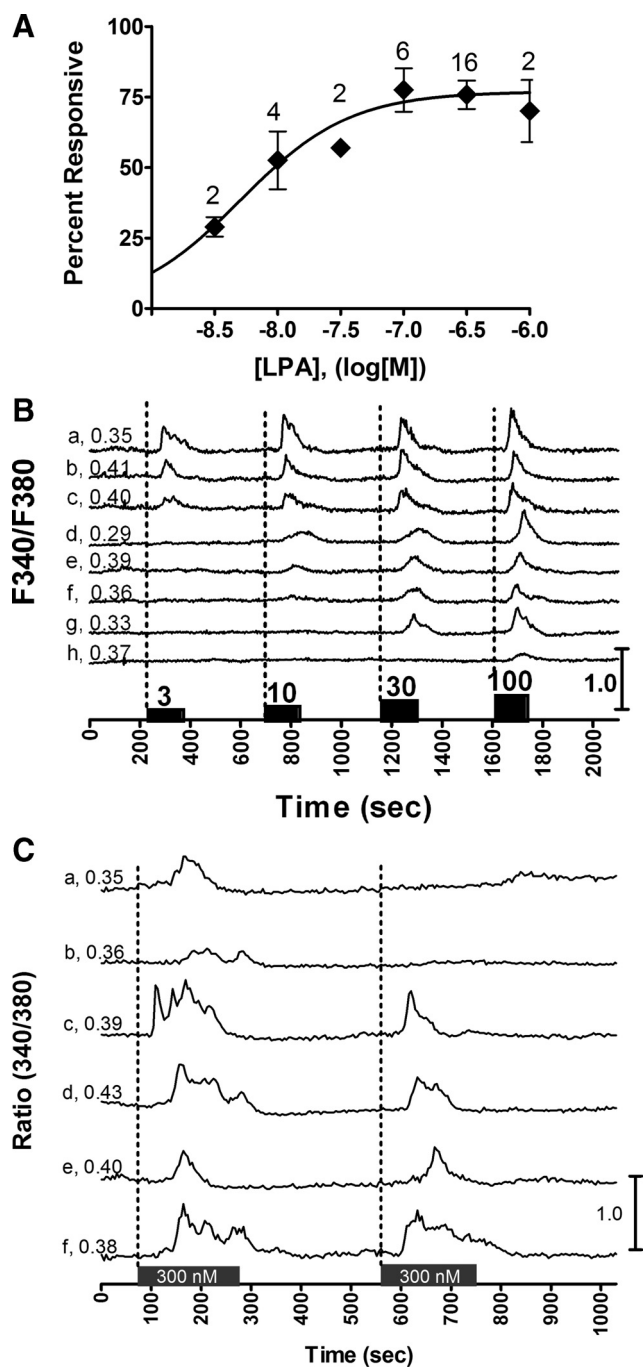 A
Percent Responsive
100
75
50
25
0
2
4
2
6
16
2
-8.5
-8.0
-7.5
-7.0
-6.5
-6.0
[LPA], (log[M])
B
F340/F380
a, 0.35
b, 0.41
c, 0.40
d, 0.29
e, 0.39
f, 0.36
g, 0.33
h, 0.37
1.0
3
10
30
100
0
200
400
600
800
1000
1200
1400
1600
1800
2000
Time (sec)
C
Ratio (340/380)
a, 0.35
b, 0.36
c, 0.39
d, 0.43
e, 0.40
f, 0.38
1.0
300 nM
300 nM
0
100
200
300
400
500
600
700
800
900
1000
Time (sec)